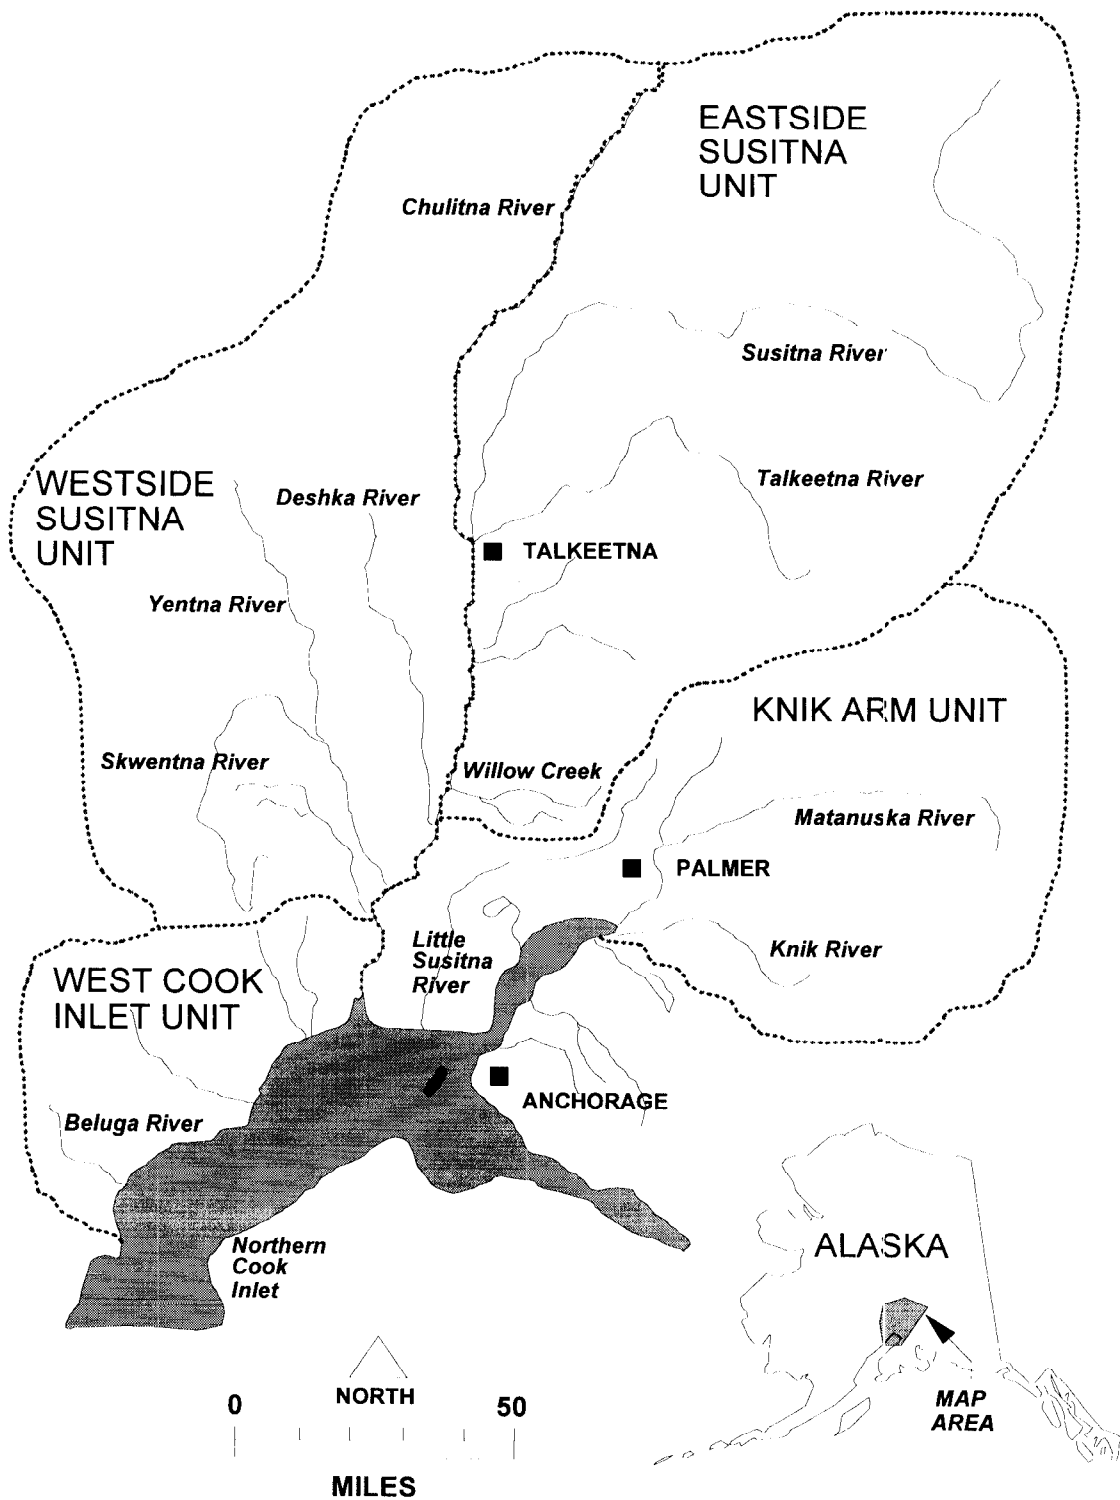 EASTSIDE
SUSITNA
UNIT
Chulitna River
Susitna River
WESTSIDE
SUSITNA
UNIT
Deshka River
Talkeetna River
TALKEETNA
Yentna River
KNIK ARM UNIT
Skwentna River
Willow Creek
Matanuska River
PALMER
Little
Susitna
River
Knik River
WEST COOK
INLET UNIT
ANCHORAGE
Beluga River
Northern
Cook
Inlet
ALASKA
MAP
AREA
NORTH
0
50
MILES